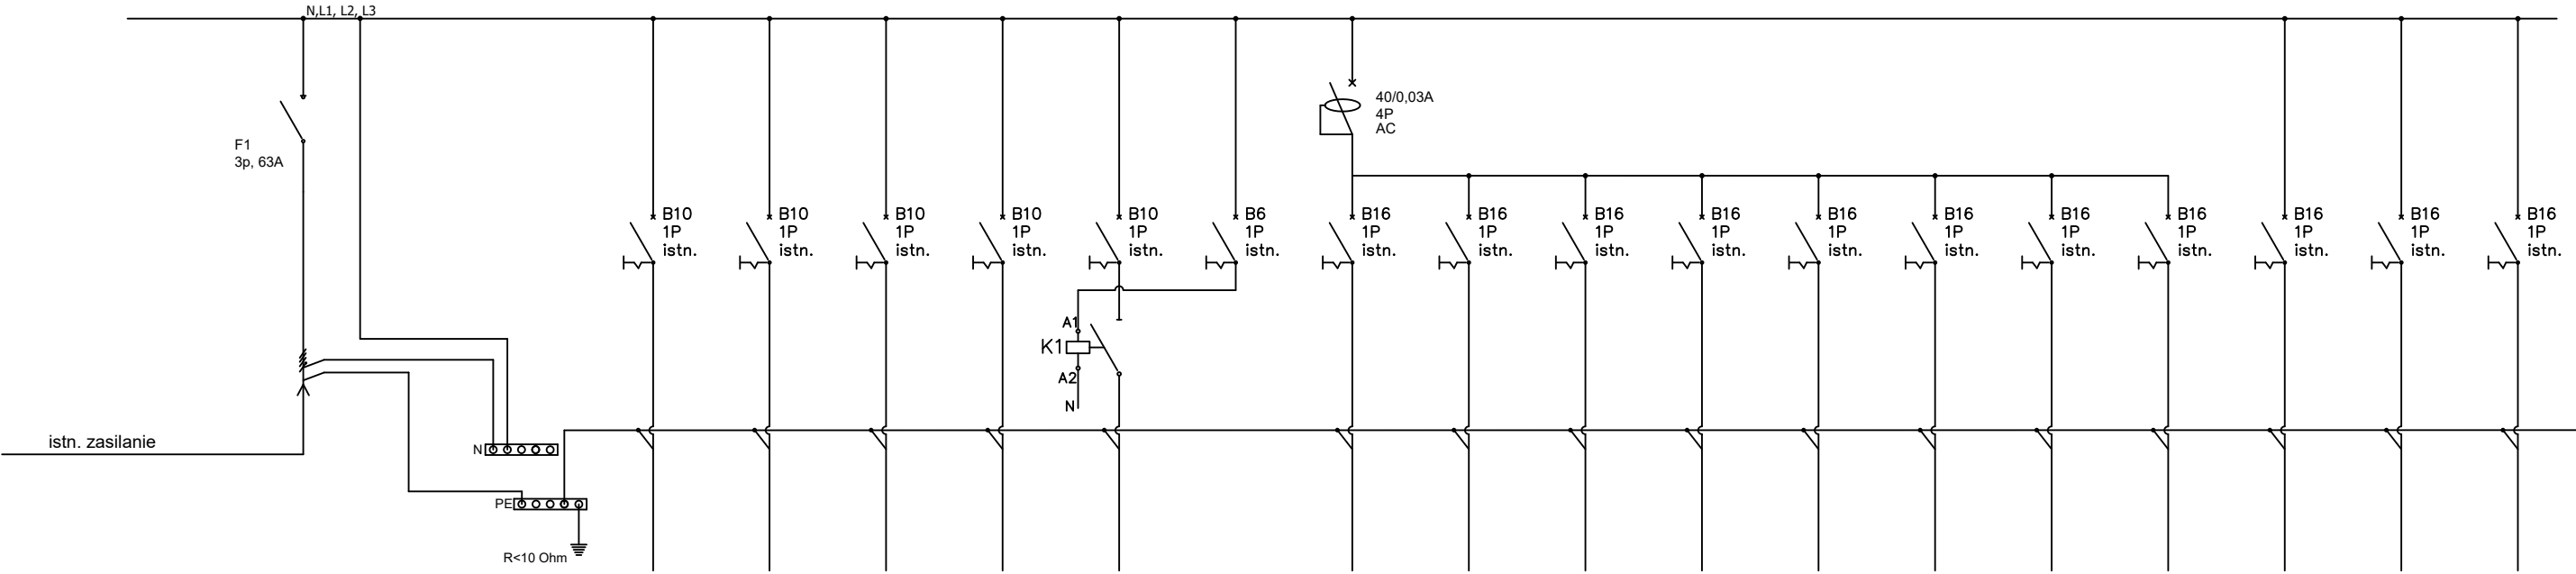 N,L1, L2, L3
F1
3p, 63A
40/0,03A
4P
AC
B10
1P
istn.
B10
1P
istn.
B10
1P
istn.
B10
1P
istn.
B10
1P
istn.
B6
1P
istn.
B16
1P
istn.
B16
1P
istn.
B16
1P
istn.
B16
1P
istn.
B16
1P
istn.
B16
1P
istn.
B16
1P
istn.
B16
1P
istn.
B16
1P
istn.
B16
1P
istn.
B16
1P
istn.
A1
K1
A2
N
istn. zasilanie
N
PE
R<10 Ohm